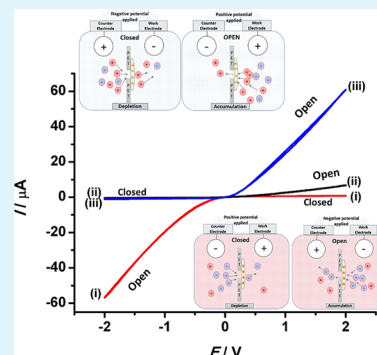 Negative potential
applied
Positive potential
applied
Counter
Electrode
Work
Electrode
Counter
Electrode
Work
Electrode
Closed
OPEN
+
-
-
+
Depletion
Accumulation
60
40
20
0
-20
-40
-60
I / µA
(iii)
Open
(ii)
Open
(i)
Closed
(ii)
(iii)
Closed
Open
(i)
Positive potential
applied
Negative potential
applied
Counter
Electrode
Work
Electrode
Counter
Electrode
Work
Electrode
Closed
Open
-
+
+
-
Depletion
Accumulation
-2
-1
0
1
2
E / V